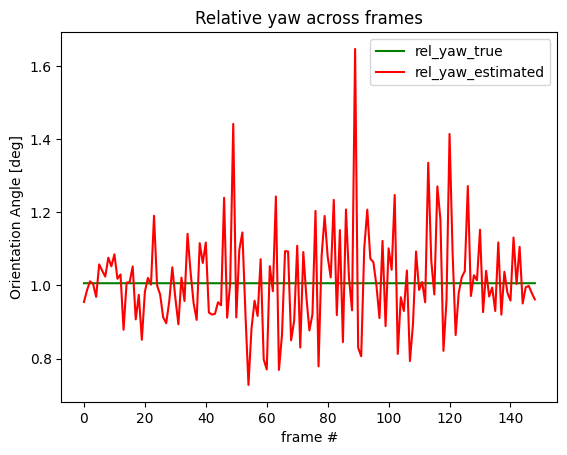 Relative yaw across frames
rel_yaw_true
rel_yaw_estimated
Orientation Angle [deg]
1.6
1.4
1.2
1.0
0.8
0
20
40
60
80
100
120
140
frame #